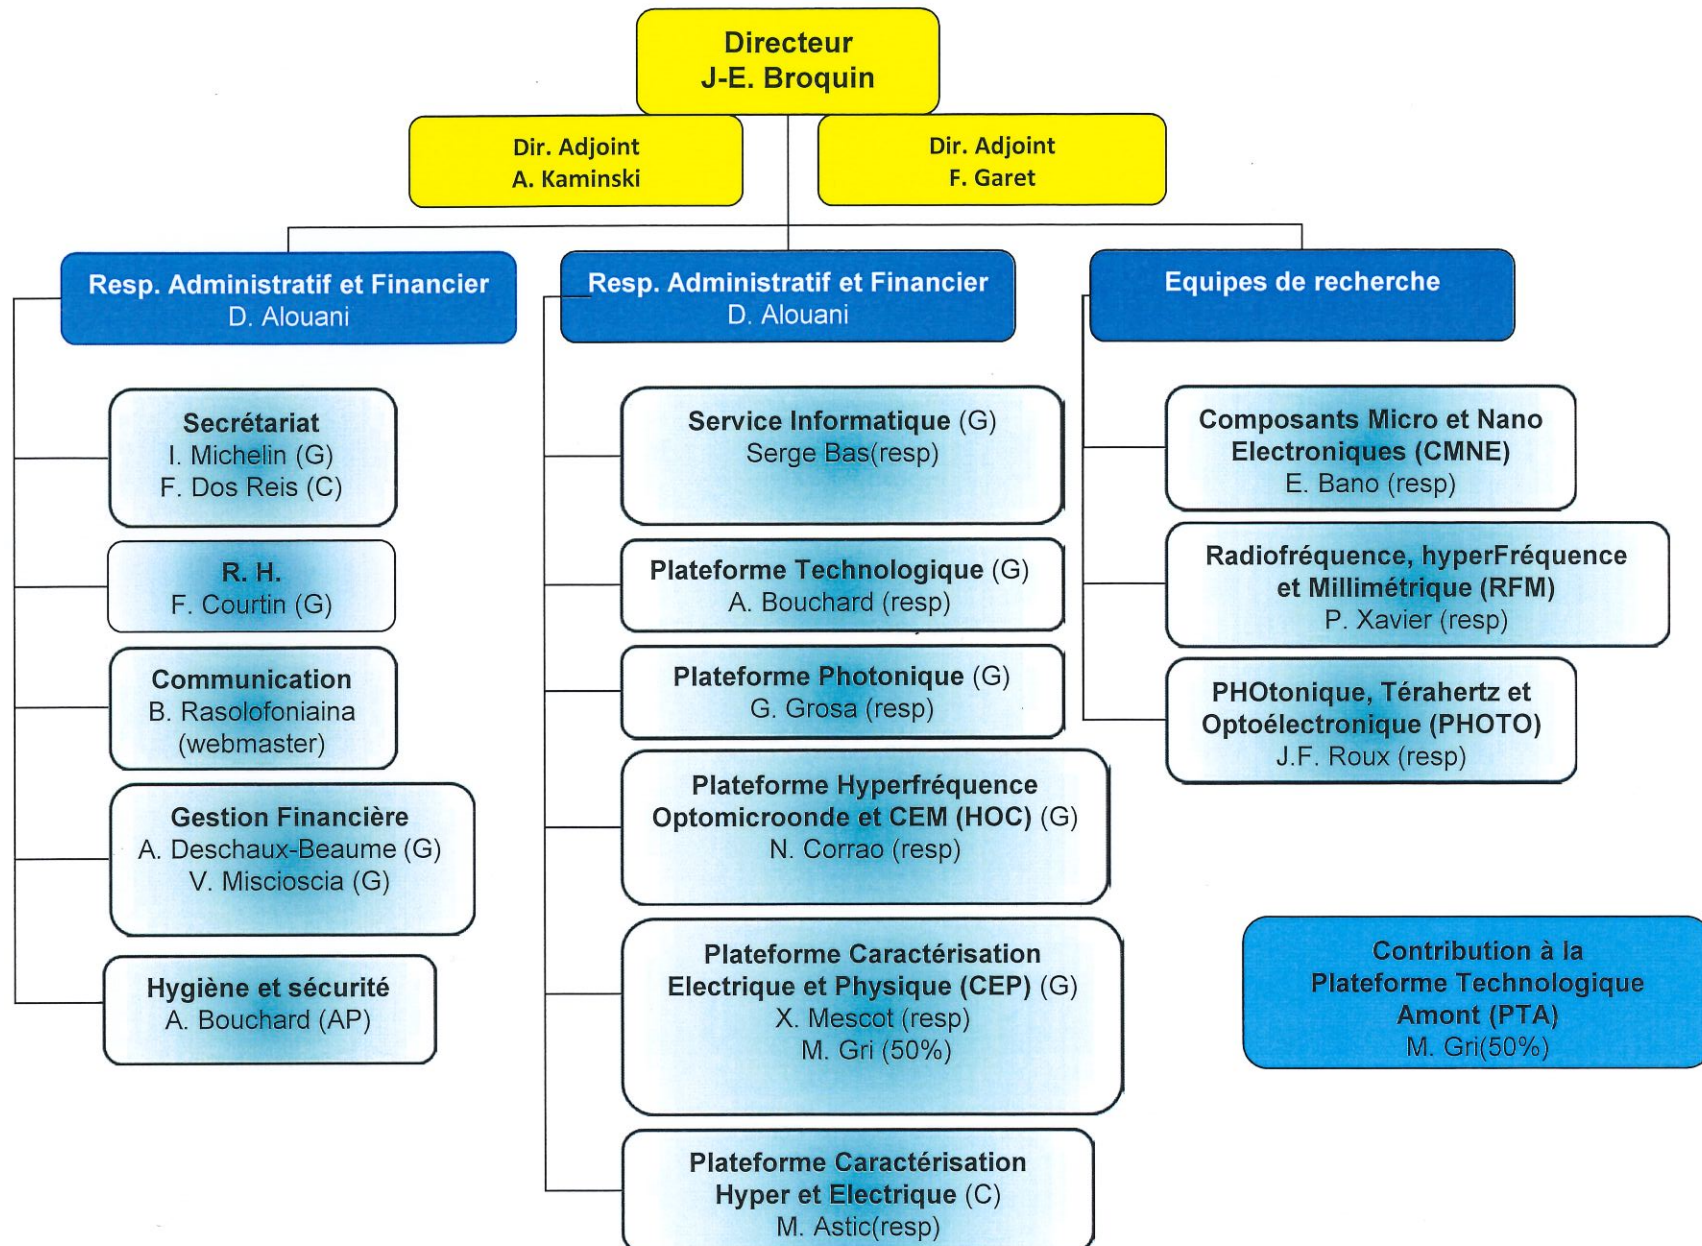 Directeur
J-E. Broquin
Dir. Adjoint
A. Kaminski
Dir. Adjoint
F. Garet
Resp. Administratif et Financier
D. Alouani
Secrétariat
I. Michelin (G)
F. Dos Reis (C)
R. H.
F. Courtin (G)
Communication
B. Rasolofoniaina
(webmaster)
Gestion Financière
A. Deschaux-Beaume (G)
V. Miscioscia (G)
Hygiène et sécurité
A. Bouchard (AP)
Resp. Administratif et Financier
D. Alouani
Service Informatique (G)
Serge Bas(resp)
Plateforme Technologique (G)
A. Bouchard (resp)
Plateforme Photonique (G)
G. Grosa (resp)
Plateforme Hyperfréquence
Optomicroonde et CEM (HOC) (G)
N. Corrao (resp)
Plateforme Caractérisation
Electrique et Physique (CEP) (G)
X. Mescot (resp)
M. Gri (50%)
Plateforme Caractérisation
Hyper et Electrique (C)
M. Astic(resp)
Equipes de recherche
Composants Micro et Nano
Electroniques (CMNE)
E. Bano (resp)
Radiofréquence, hyperFréquence
et Millimétrique (RFM)
P. Xavier (resp)
PHOtonique, Térahertz et
Optoélectronique (PHOTO)
J.F. Roux (resp)
Contribution à la
Plateforme Technologique
Amont (PTA)
M. Gri(50%)